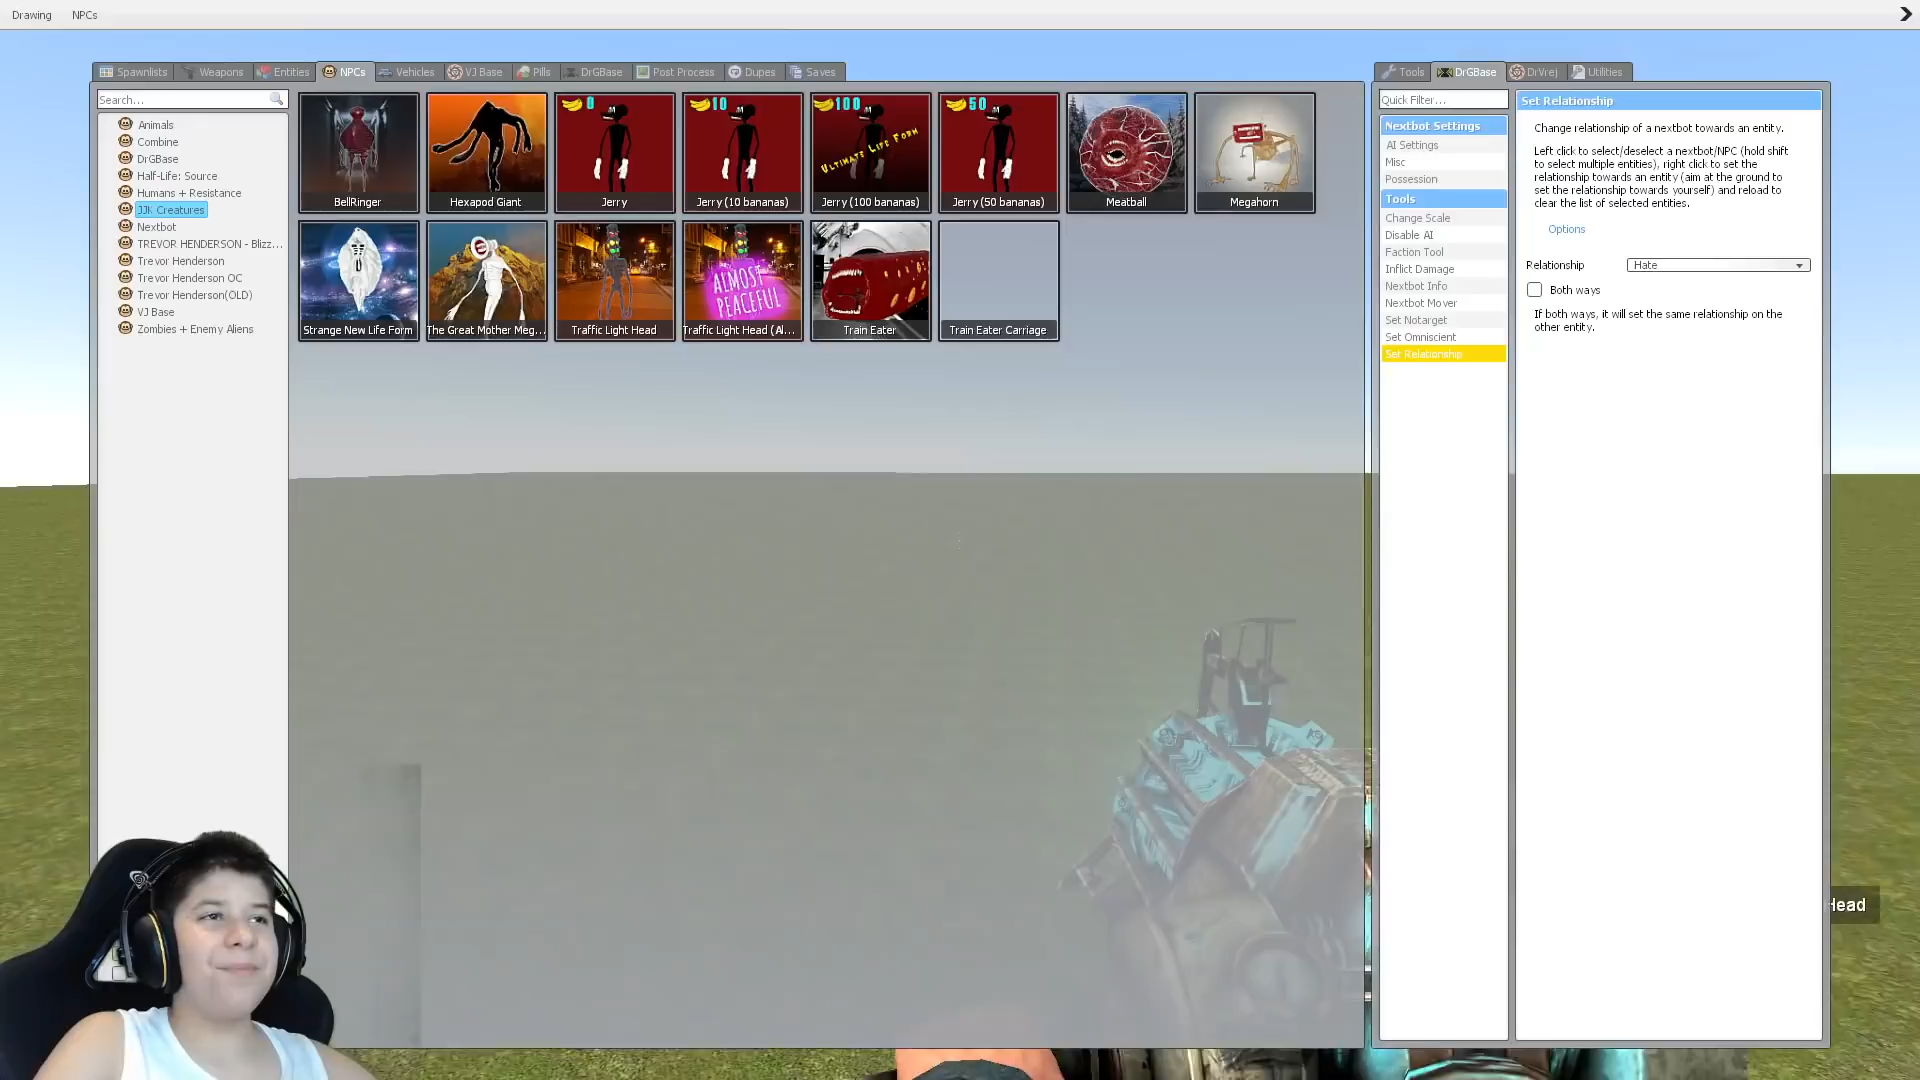 Drawing NPCs
Spawnlists Weapons Entities NPCs Vehicles VJ Base Pills DrGBase Post Process Dupes Saves
Search...
Animals
Combine
DrGBase
Half-Life: Source
Humans + Resistance
JJK Creatures
Nextbot
TREVOR HENDERSON - Blizz...
Trevor Henderson
Trevor Henderson OC
Trevor Henderson(OLD)
VJ Base
Zombies + Enemy Aliens
0 10 100 50
ULTIMATE LIFE FORM
BellRinger Hexapod Giant Jerry Jerry (10 bananas) Jerry (100 bananas) Jerry (50 bananas) Meatball Megahorn
ALMOST
PEACEFUL
Strange New Life Form The Great Mother Meg... Traffic Light Head Traffic Light Head (Al... Train Eater Train Eater Carriage
Tools DrGBase DrVrej Utilities
Quick Filter...
Nextbot Settings
AI Settings
Misc
Possession
Tools
Change Scale
Disable AI
Faction Tool
Inflict Damage
Nextbot Info
Nextbot Mover
Set Notarget
Set Omniscient
Set Relationship
Set Relationship
Change relationship of a nextbot towards an entity.
Left click to select/deselect a nextbot/NPC (hold shift
to select multiple entities), right click to set the
relationship towards an entity (aim at the ground to
set the relationship towards yourself) and reload to
clear the list of selected entities.
Options
Relationship Hate
Both ways
If both ways, it will set the same relationship on the
other entity.
Head